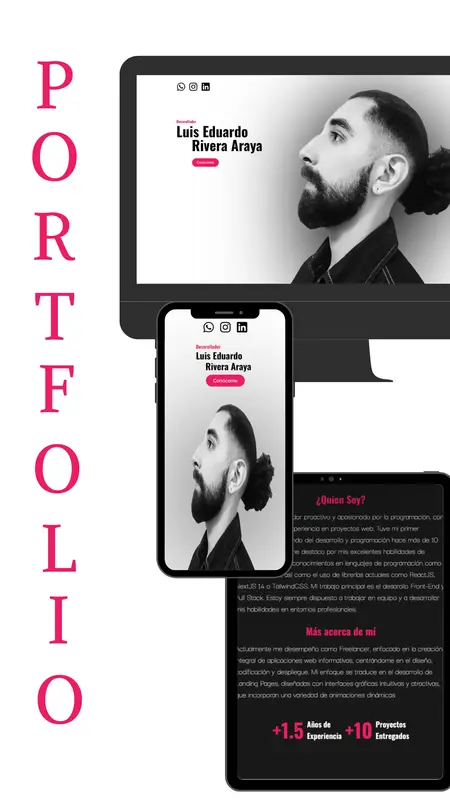 PORTFOLIO
Desarollador
Luis Eduardo
Rivera Araya
Conóceme
Desarollador
Luis Eduardo
Rivera Araya
Conóceme
¿Quien Soy?
dor proactivo y apasionado por la programación, con
periencia en proyectos web. Tuve mi primer
ndo del desarrollo y programación hace mas de 10
re destaco por mis excelentes habilidades de
conocimientos en lenguajes de programación como
así como el uso de librerías actuales como ReactJS,
NextJS 14 o TailwindCSS. Mi trabajo principal es el desarollo Front-End y
Full Stack. Estoy siempre dispuesto a trabajar en equipo y a desarrollar
mis habilidades en entornos profesionales.
Más acerca de mí
Actualmente me desempeño como Freelancer, enfocado en la creación
integral de aplicaciones web informativas, centrándome en el diseño,
codificación y despliegue. Mi enfoque se traduce en el desarrollo de
Landing Pages, diseñadas con interfaces gráficas intuitivas y atractivas,
que incorporan una variedad de animaciones dinámicas
+1.5 Años de Experiencia +10 Proyectos Entregados